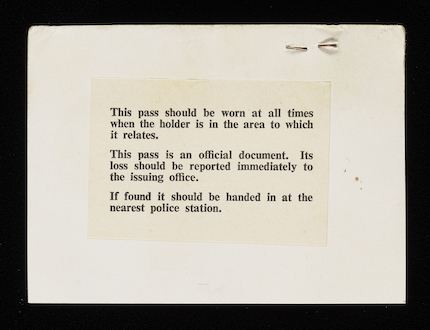 This pass should be worn at all times
when the holder is in the area to which
it relates.
This pass is an official document. Its
loss should be reported immediately to
the issuing office.
If found it should be handed in at the
nearest police station.